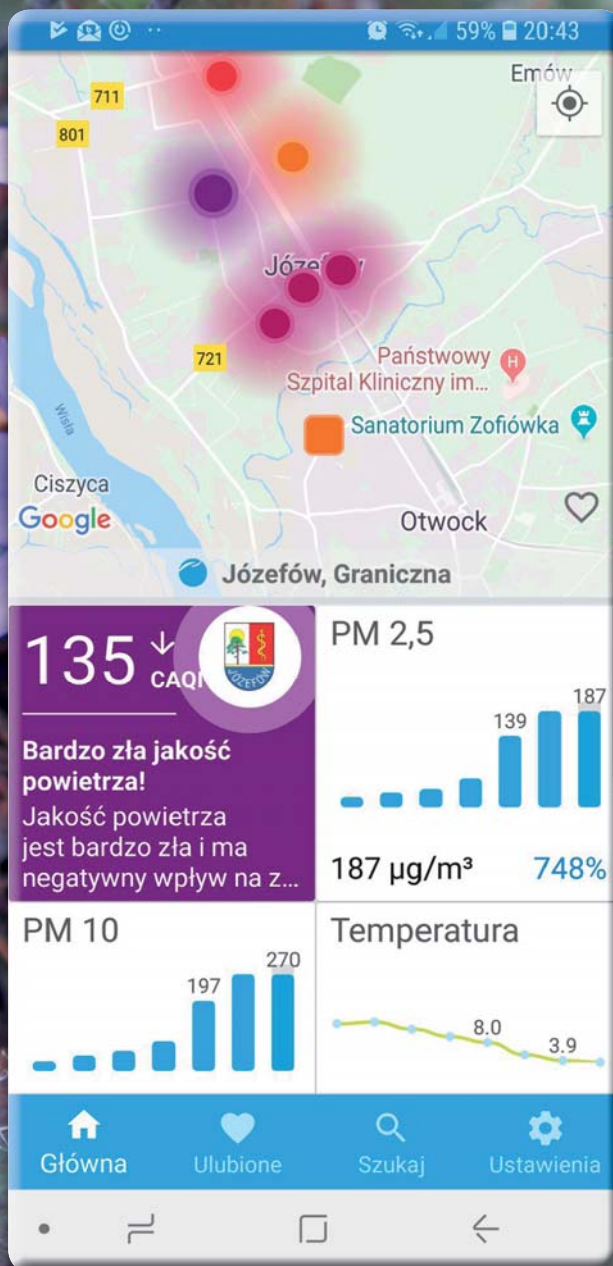 59% 20:43
Emów
711
801
721
Państwowy
Szpital Kliniczny im...
H
Sanatorium Zofiówka
Wisła
Ciszyca
Google
Otwock
Józefów, Graniczna
135
CAQI
JÓZEFÓW
Bardzo zła jakość
powietrza!
Jakość powietrza
jest bardzo zła i ma
negatywny wpływ na z...
PM 2,5
139
187
187 µg/m³ 748%
PM 10
197
270
Temperatura
8.0
3.9
Główna Ulubione Szukaj Ustawienia